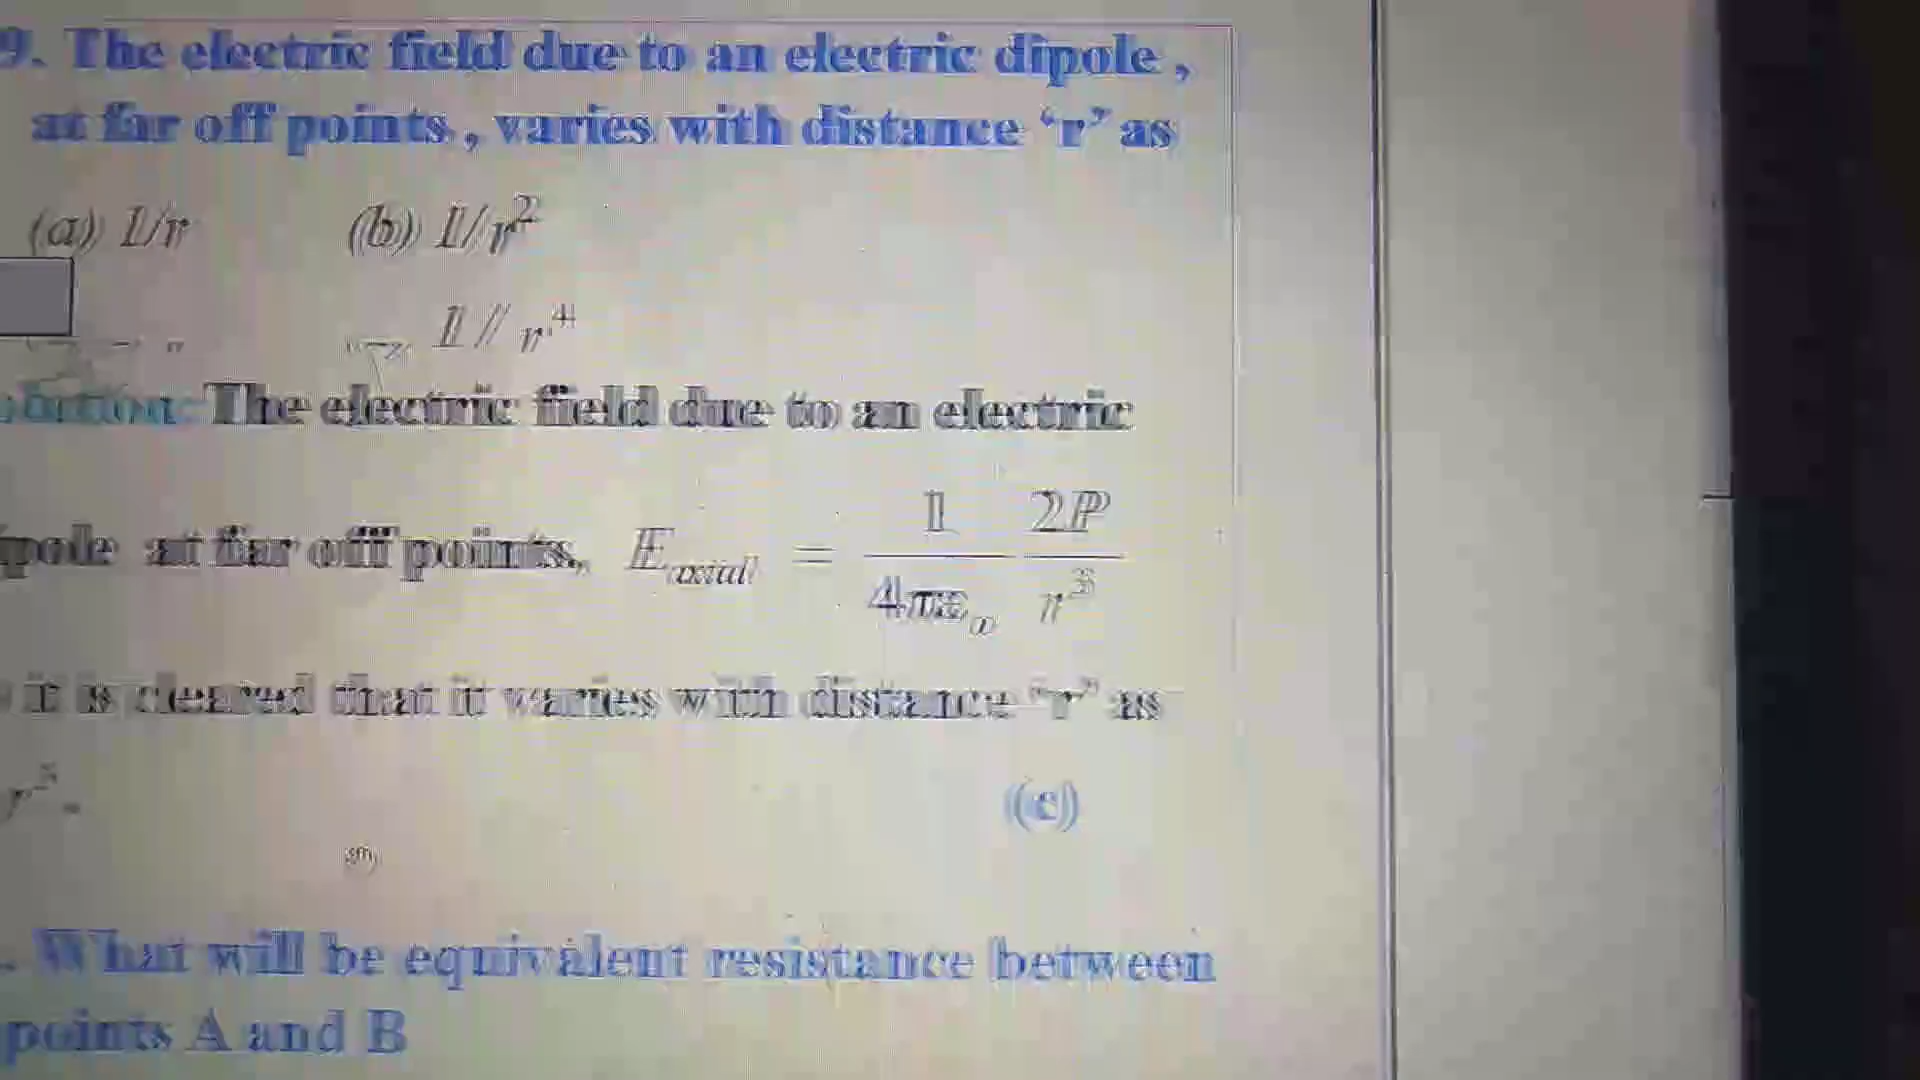 9. The electric field due to an electric dipole,
at far off points, varies with distance “r” as
(a) 1/r (b) 1/r²
1/ r⁴
The electric field due to an electric
pole at far off points, E_axial = 1/4πε_o 2P/r³
it is cleared that it varies with distance “r” as
(c)
. What will be equivalent resistance between
points A and B